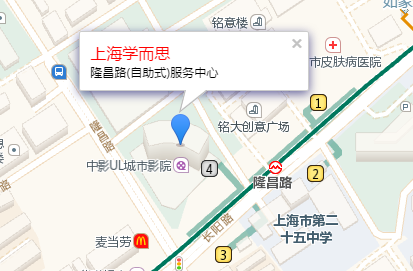 如家
铭意楼
上海学而思
隆昌路(自助式)服务中心
市皮肤病医院
1
铭大创意广场
隆昌路
中影UL城市影院
4
2
隆昌路
长阳路
上海市第二
十五中学
麦当劳
3